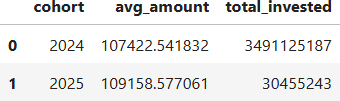 cohort avg_amount total_invested
0 2024 107422.541832 3491125187
1 2025 109158.577061 30455243